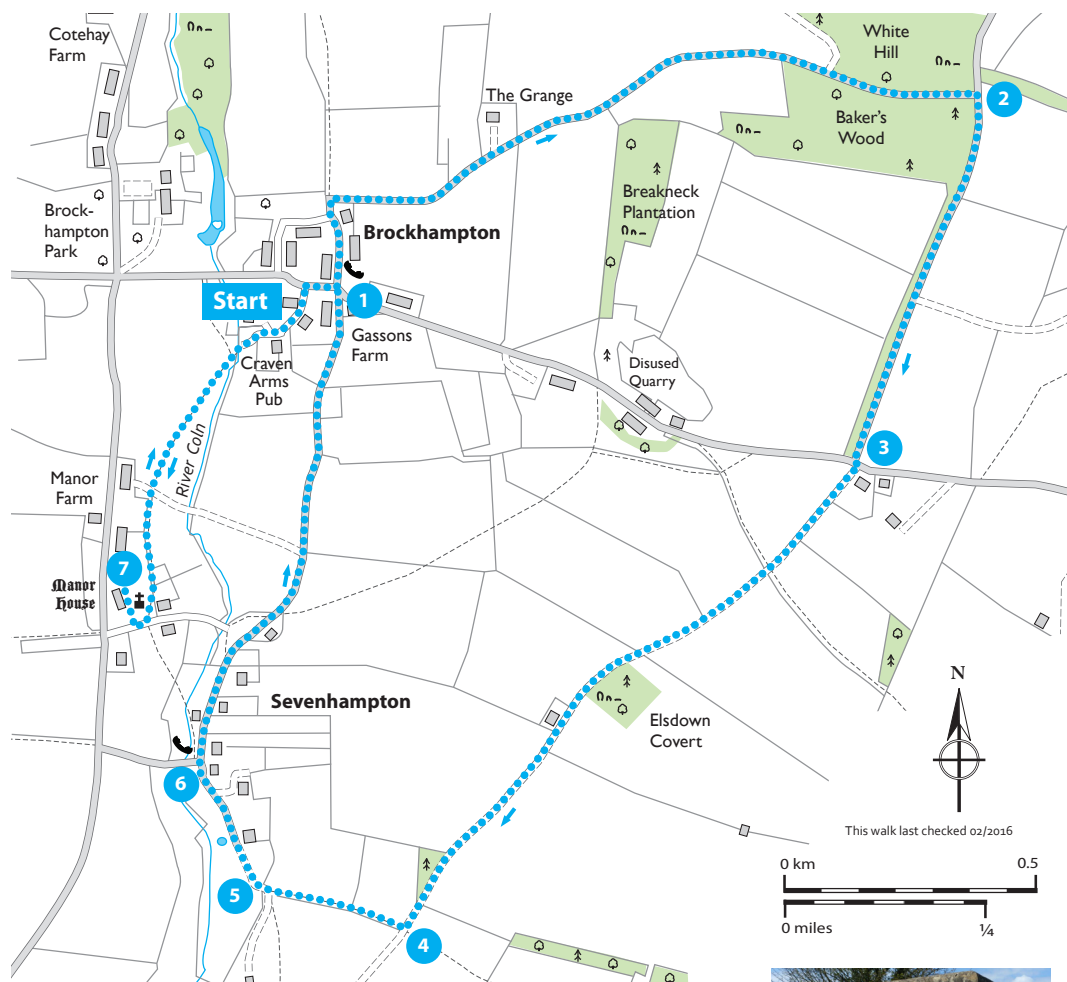 Cotehay
Farm
White
Hill
2
The Grange
Baker's
Wood
Breakneck
Plantation
Brock-
hampton
Park
Brockhampton
Start
1
Gassons
Farm
Craven
Arms
Pub
Disused
Quarry
River Coln
3
Manor
Farm
7
Manor
House
Sevenhampton
Elsdown
Covert
N
6
This walk last checked 02/2016
0 km
0.5
5
0 miles
¼
4